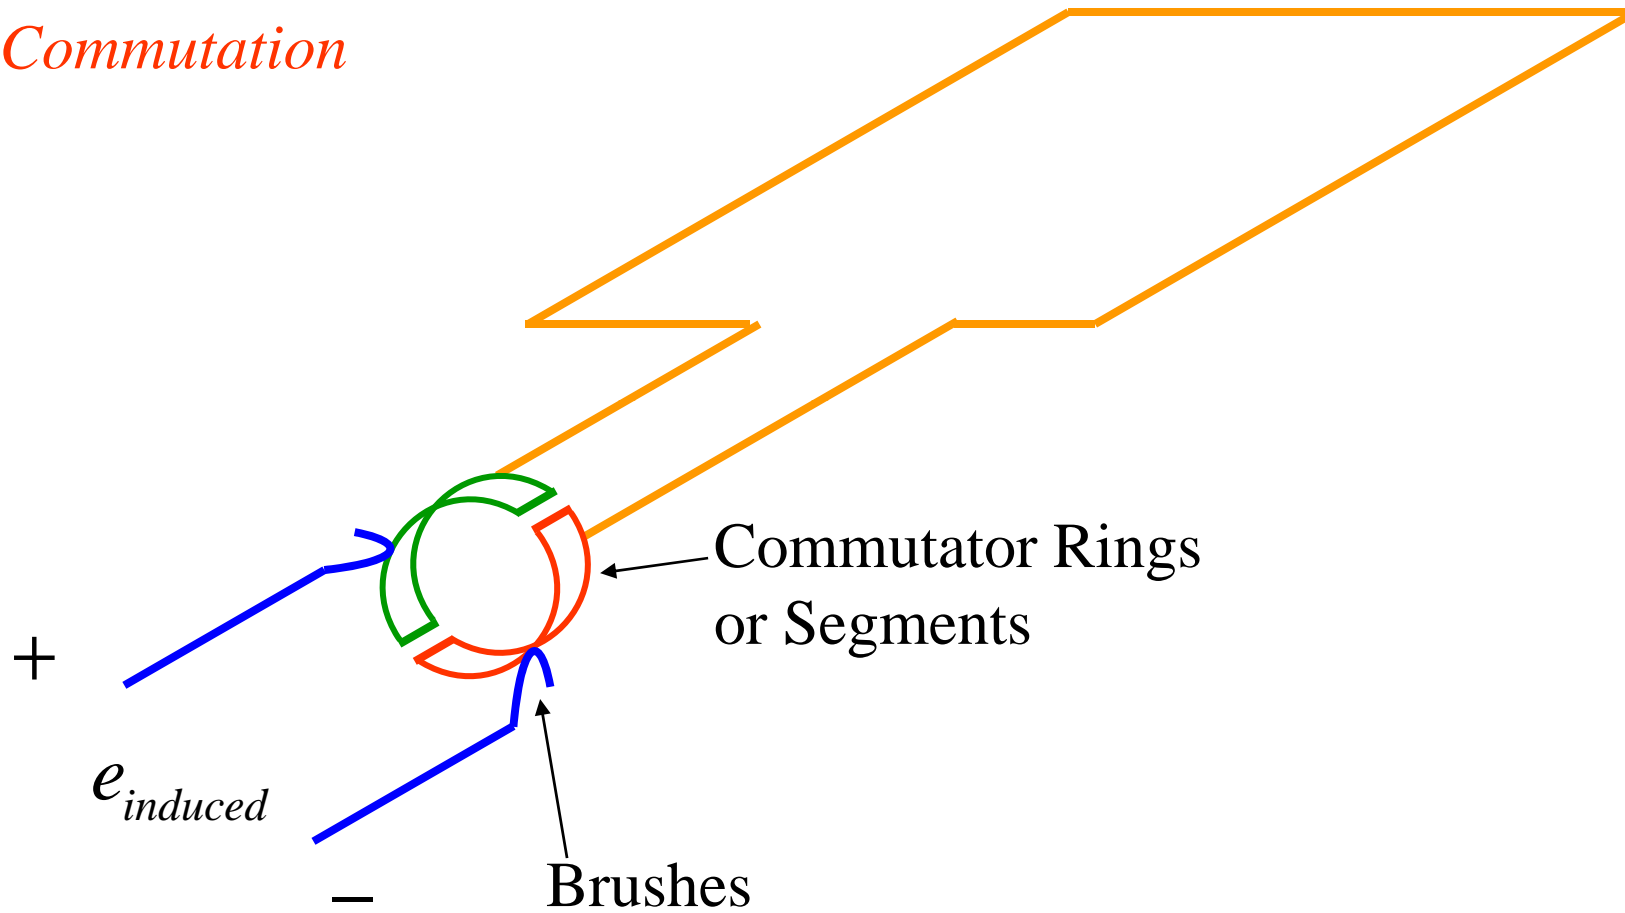 Commutation
Commutator Rings
or Segments
+
e_induced
–
Brushes